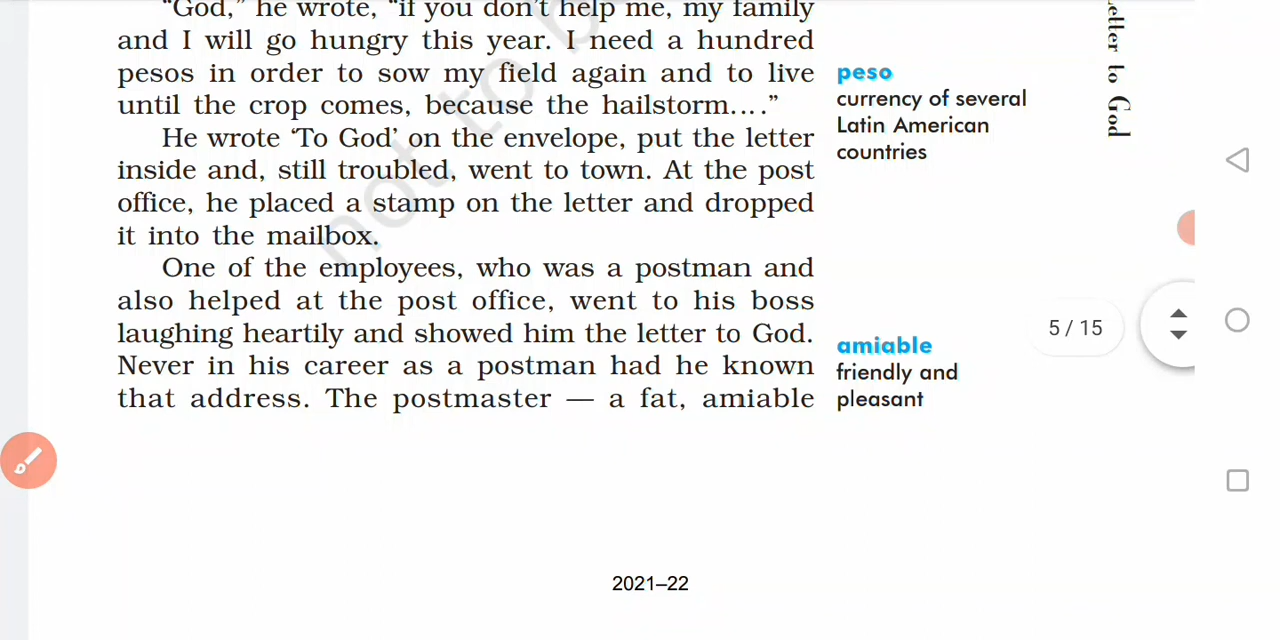 "God," he wrote, "if you don't help me, my family
and I will go hungry this year. I need a hundred
pesos in order to sow my field again and to live
until the crop comes, because the hailstorm...."
He wrote 'To God' on the envelope, put the letter
inside and, still troubled, went to town. At the post
office, he placed a stamp on the letter and dropped
it into the mailbox.
One of the employees, who was a postman and
also helped at the post office, went to his boss
laughing heartily and showed him the letter to God.
Never in his career as a postman had he known
that address. The postmaster — a fat, amiable
peso
currency of several
Latin American
countries
amiable
friendly and
pleasant
Letter to God
not to b
5 / 15
2021–22